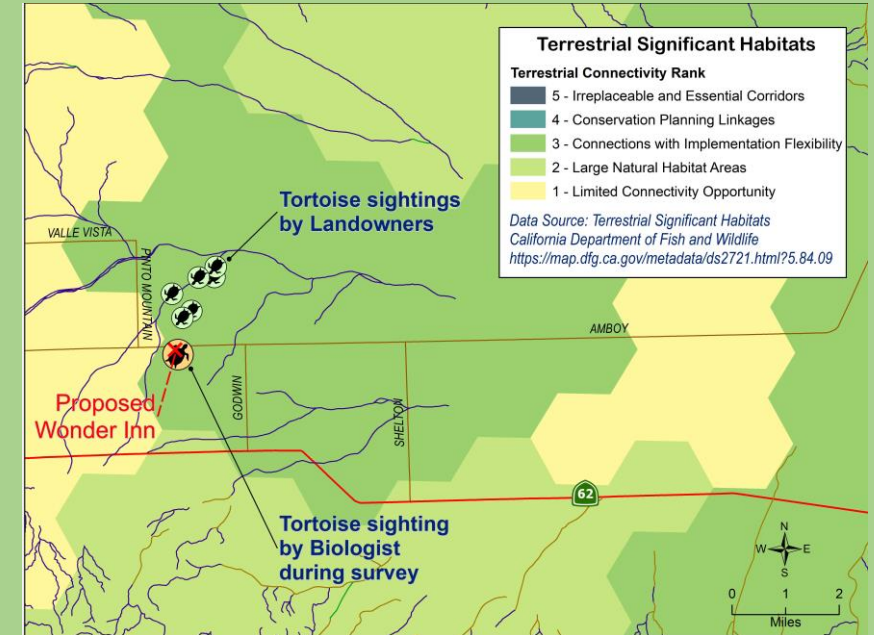 Terrestrial Significant Habitats
Terrestrial Connectivity Rank
5 - Irreplaceable and Essential Corridors
4 - Conservation Planning Linkages
3 - Connections with Implementation Flexibility
2 - Large Natural Habitat Areas
1 - Limited Connectivity Opportunity
Data Source: Terrestrial Significant Habitats
California Department of Fish and Wildlife
https://map.dfg.ca.gov/metadata/ds2721.html?5.84.09
Tortoise sightings
by Landowners
VALLE VISTA
PINTO MOUNTAIN
AMBOY
Proposed
Wonder Inn
GODWIN
SHELTON
62
Tortoise sighting
by Biologist
during survey
N
W
E
S
0
1
2
Miles